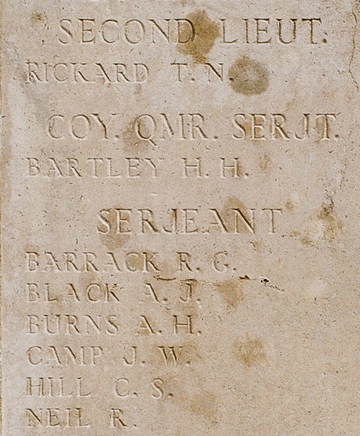 SECOND LIEUT.
RICKARD T. N.
COY. QMR. SERJT.
BARTLEY H. H.
SERJEANT
BARRACK R. G.
BLACK A. J.
BURNS A. H.
CAMP J. W.
HILL C. S.
NEIL R.